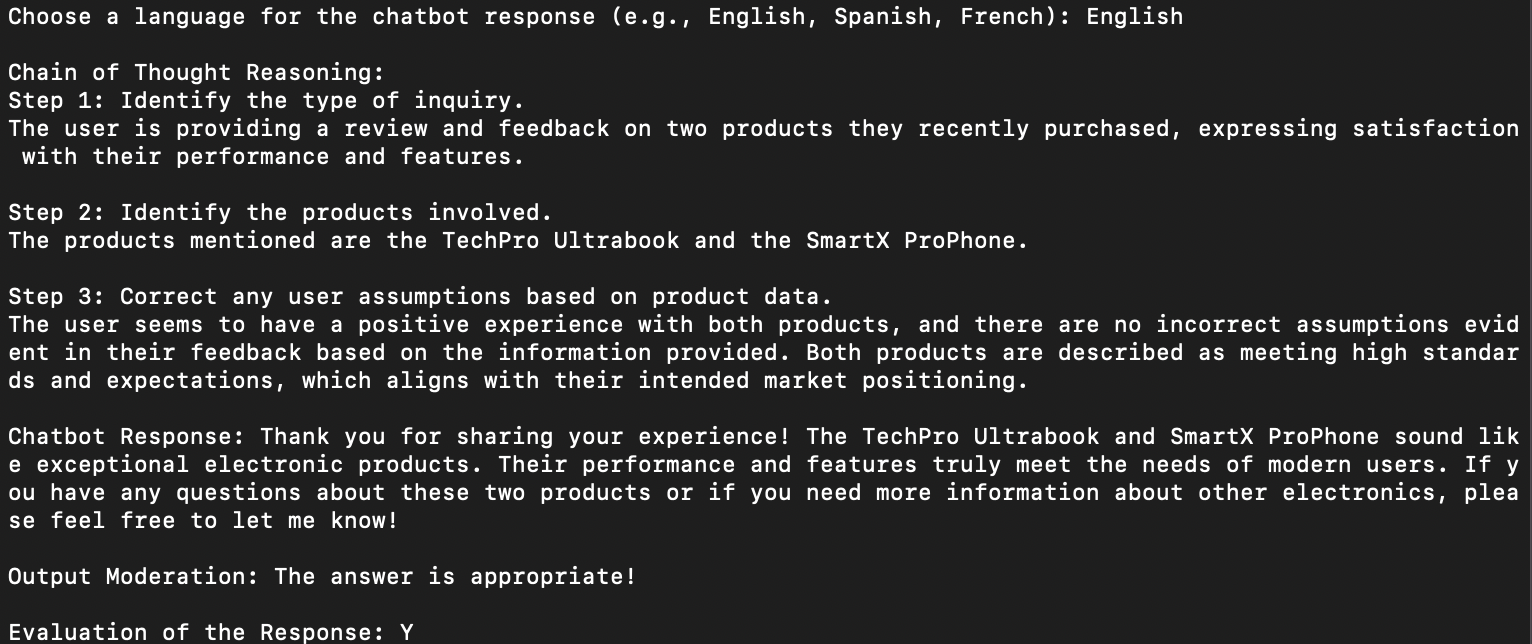 Choose a language for the chatbot response (e.g., English, Spanish, French): English
Chain of Thought Reasoning:
Step 1: Identify the type of inquiry.
The user is providing a review and feedback on two products they recently purchased, expressing satisfaction
with their performance and features.
Step 2: Identify the products involved.
The products mentioned are the TechPro Ultrabook and the SmartX ProPhone.
Step 3: Correct any user assumptions based on product data.
The user seems to have a positive experience with both products, and there are no incorrect assumptions evid
ent in their feedback based on the information provided. Both products are described as meeting high standar
ds and expectations, which aligns with their intended market positioning.
Chatbot Response: Thank you for sharing your experience! The TechPro Ultrabook and SmartX ProPhone sound lik
e exceptional electronic products. Their performance and features truly meet the needs of modern users. If y
ou have any questions about these two products or if you need more information about other electronics, plea
se feel free to let me know!
Output Moderation: The answer is appropriate!
Evaluation of the Response: Y